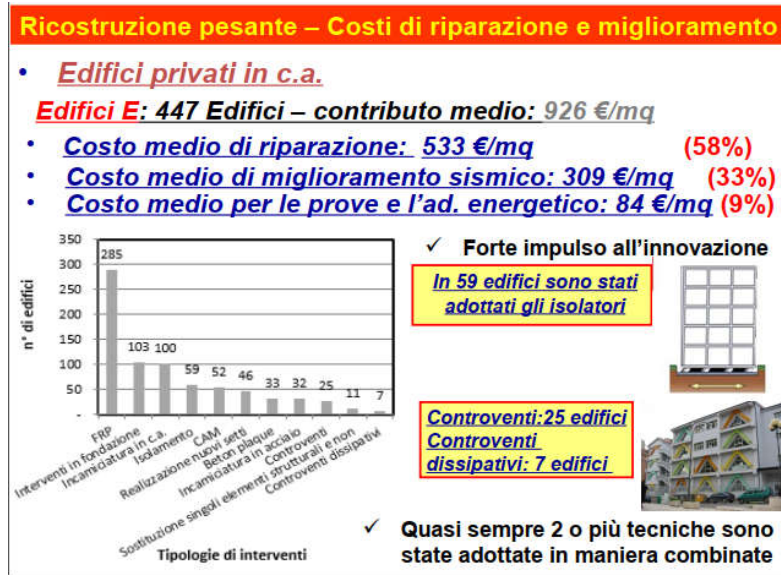 Ricostruzione pesante – Costi di riparazione e miglioramento
• Edifici privati in c.a.
Edifici E: 447 Edifici – contributo medio: 926 €/mq
• Costo medio di riparazione: 533 €/mq (58%)
• Costo medio di miglioramento sismico: 309 €/mq (33%)
• Costo medio per le prove e l'ad. energetico: 84 €/mq (9%)
n° di edifici
350
300
250
200
150
100
50
-
285
103
100
59
52
46
33
32
25
11
7
FRP
Interventi in fondazione
Incamiciatura in c.a.
Isolamento
CAM
Realizzazione nuovi setti
Beton plaque
Incamiciatura in acciaio
Controventi
Sostituzione singoli elementi strutturali e non
Controventi dissipativi
Tipologie di interventi
✓ Forte impulso all'innovazione
In 59 edifici sono stati
adottati gli isolatori
Controventi:25 edifici
Controventi
dissipativi: 7 edifici
✓ Quasi sempre 2 o più tecniche sono
state adottate in maniera combinate